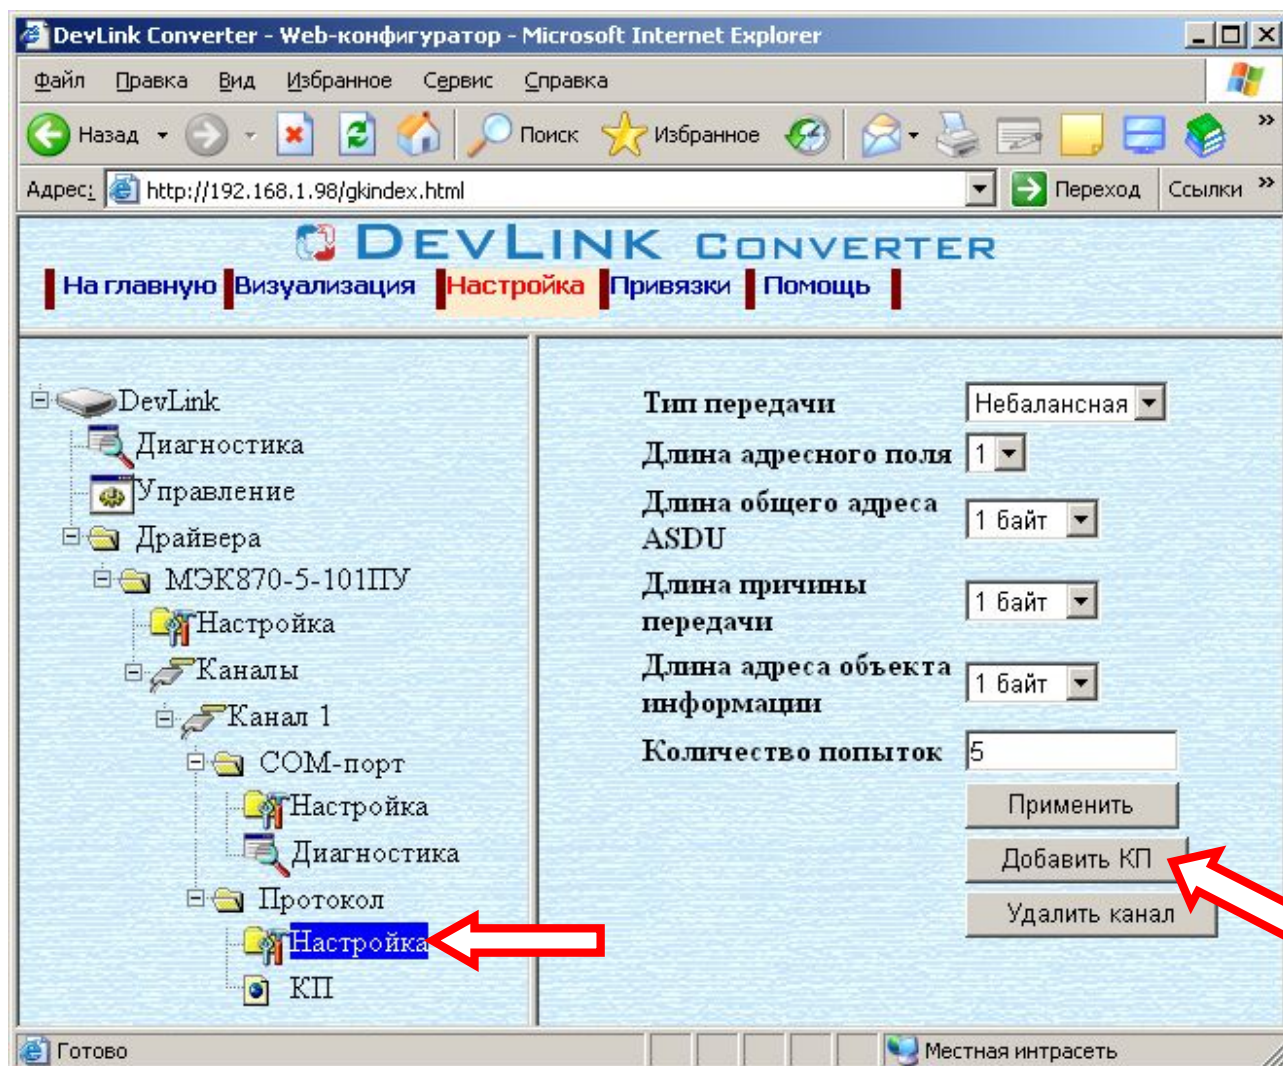 DevLink Converter - Web-конфигуратор - Microsoft Internet Explorer
Файл Правка Вид Избранное Сервис Справка
Назад Поиск Избранное »
Адрес: http://192.168.1.98/gkindex.html Переход Ссылки »
DEVLINK CONVERTER
На главную Визуализация Настройка Привязки Помощь
DevLink
Диагностика
Управление
Драйвера
МЭК870-5-101ПУ
Настройка
Каналы
Канал 1
COM-порт
Настройка
Диагностика
Протокол
Настройка
КП
Тип передачи Небалансная
Длина адресного поля 1
Длина общего адреса
ASDU
1 байт
Длина причины
передачи
1 байт
Длина адреса объекта
информации
1 байт
Количество попыток 5
Применить
Добавить КП
Удалить канал
Готово Местная интрасеть